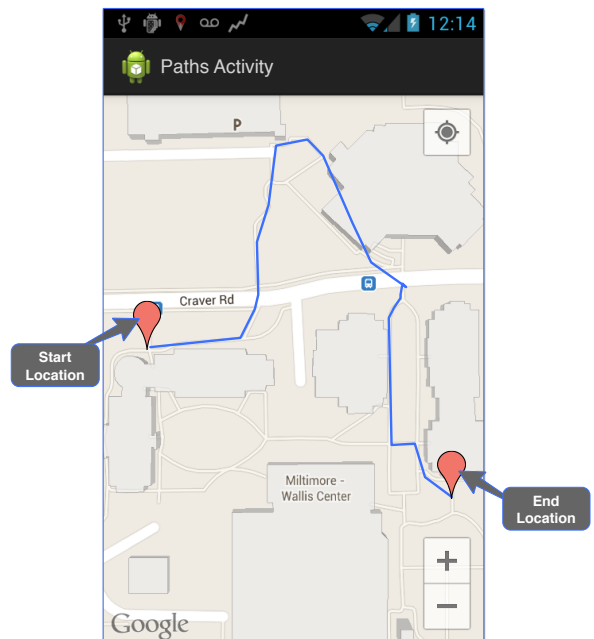 12:14
Paths Activity
P
Craver Rd
Start
Location
Miltimore -
Wallis Center
End
Location
Google